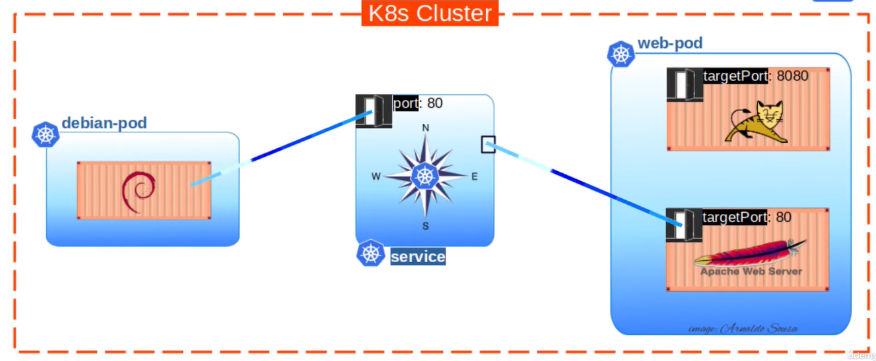 K8s Cluster
web-pod
targetPort: 8080
port: 80
debian-pod
N
W
E
S
targetPort: 80
Apache Web Server
service
image: Arnaldo Sousa
udemy